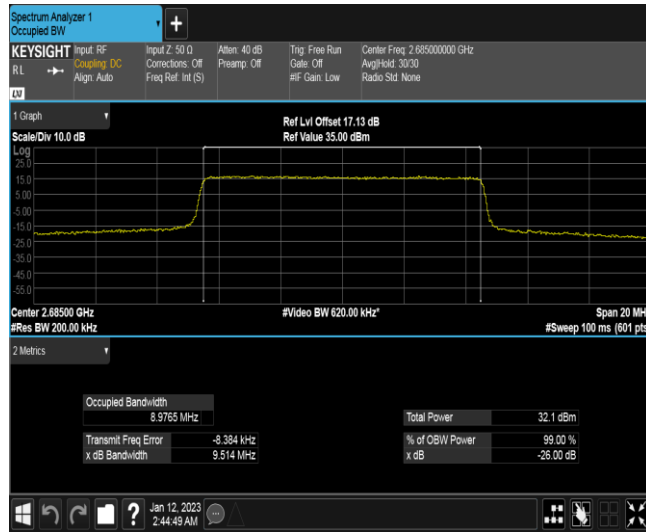 Spectrum Analyzer 1
Occupied BW
+
KEYSIGHT Input: RF Input Z: 50 Ω Atten: 40 dB Trig: Free Run Center Freq: 2.685000000 GHz
RL Coupling: DC Corrections: Off Preamp: Off Gate: Off Avg|Hold: 30/30
Align: Auto Freq Ref: Int (S) #IF Gain: Low Radio Std: None
LXI
1 Graph
Ref Lvl Offset 17.13 dB
Scale/Div 10.0 dB Ref Value 35.00 dBm
Log
25.0
15.0
5.00
-5.00
-15.0
-25.0
-35.0
-45.0
-55.0
Center 2.68500 GHz #Video BW 620.00 kHz* Span 20 MH
#Res BW 200.00 kHz #Sweep 100 ms (601 pts
2 Metrics
Occupied Bandwidth
8.9765 MHz Total Power 32.1 dBm
Transmit Freq Error -8.384 kHz % of OBW Power 99.00 %
x dB Bandwidth 9.514 MHz x dB -26.00 dB
? Jan 12, 2023
2:44:49 AM